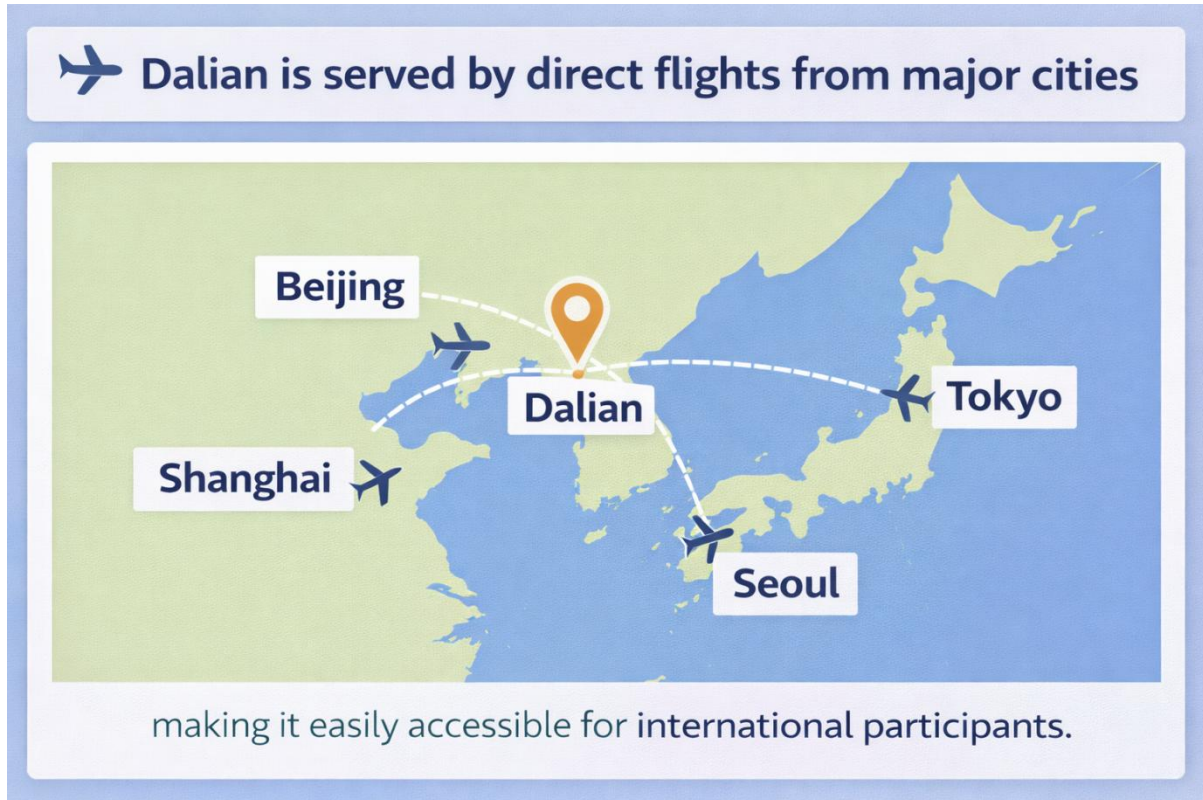 Dalian is served by direct flights from major cities
Beijing
Dalian
Tokyo
Shanghai
Seoul
making it easily accessible for international participants.